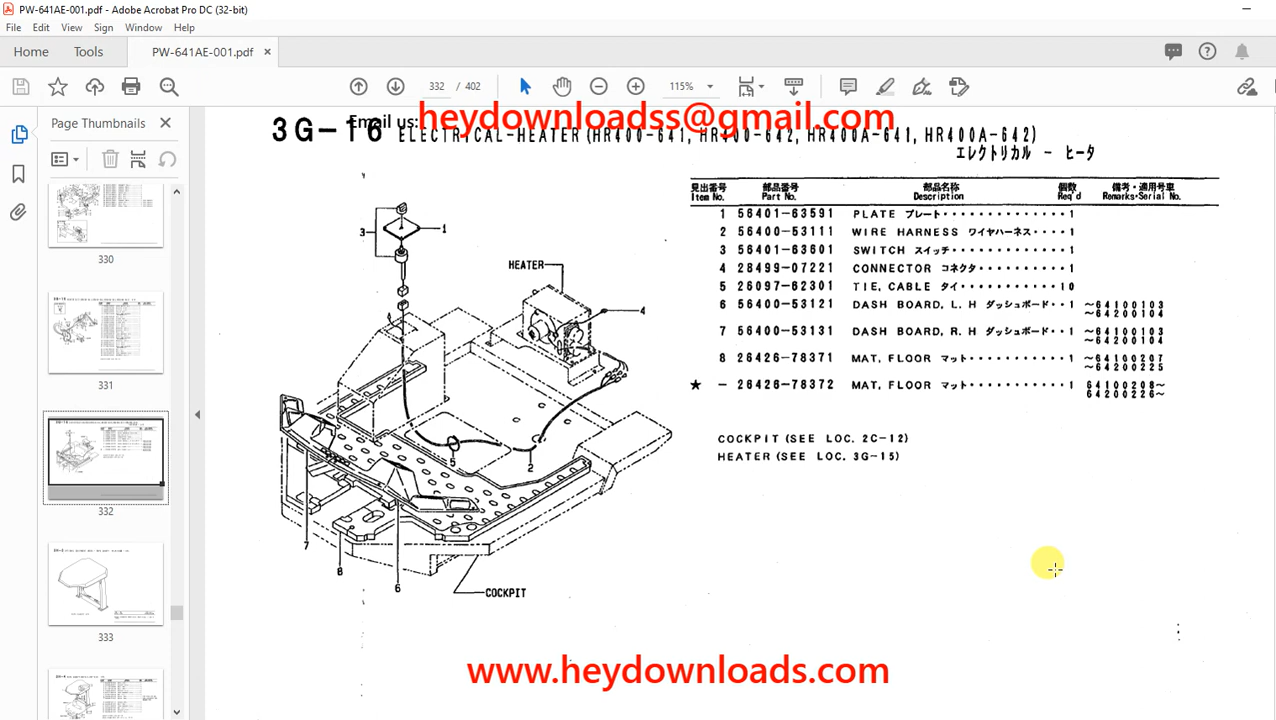 PW-641AE-001.pdf - Adobe Acrobat Pro DC (32-bit)
File Edit View Sign Window Help
Home Tools PW-641AE-001.pdf ×
332 / 402 115%
Page Thumbnails
330
331
332
333
Email us: heydownloadss@gmail.com
3G-16 ELECTRICAL-HEATER (HR400-641, HR400-642, HR400A-641, HR400A-642)
エレクトリカル - ヒータ
見出番号 部品番号 部品名称 個数 備考・適用号車
Item No. Part No. Description Req'd Remarks-Serial No.
1 56401-63591 PLATE プレート 1
2 56400-53111 WIRE HARNESS ワイヤハーネス 1
3 56401-63601 SWITCH スイッチ 1
4 28499-07221 CONNECTOR コネクタ 1
5 26097-62301 TIE, CABLE タイ 10
6 56400-53121 DASH BOARD, L. H ダッシュボード 1 ~64100103
~64200104
7 56400-53131 DASH BOARD, R. H ダッシュボード 1 ~64100103
~64200104
8 26426-78371 MAT, FLOOR マット 1 ~64100207
~64200225
★ - 26426-78372 MAT, FLOOR マット 1 64100208~
64200226~
COCKPIT (SEE LOC. 2C-12)
HEATER (SEE LOC. 3G-15)
3
1
HEATER
4
5
2
7
8
6
COCKPIT
www.heydownloads.com